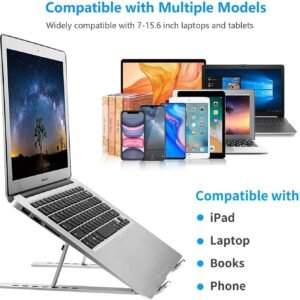 Compatible with Multiple Models
Widely compatible with 7-15.6 inch laptops and tablets
Compatible with
iPad
Laptop
Books
Phone